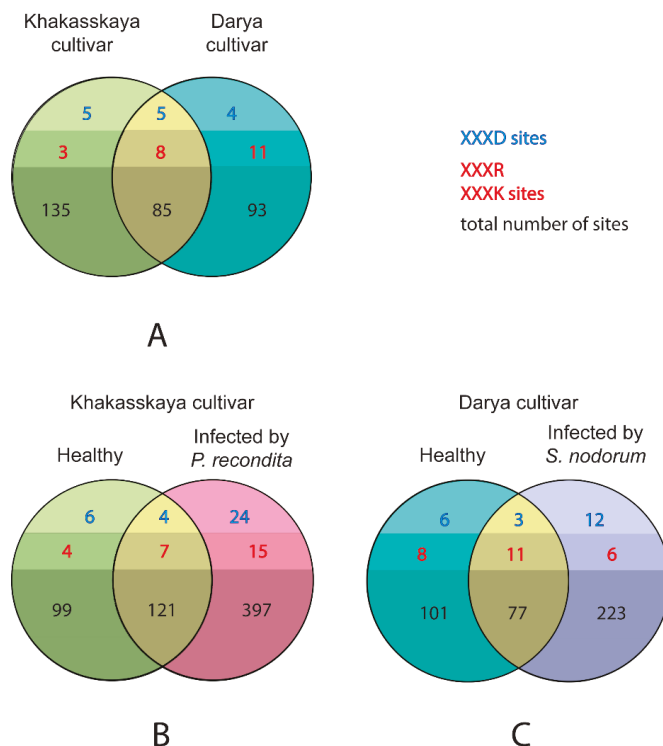 Khakasskaya
cultivar
Darya
cultivar
5
5
4
3
8
11
135
85
93
XXXD sites
XXXR
XXXK sites
total number of sites
A
Khakasskaya cultivar
Healthy
Infected by
P. recondita
6
4
24
4
7
15
99
121
397
B
Darya cultivar
Healthy
Infected by
S. nodorum
6
3
12
8
11
6
101
77
223
C